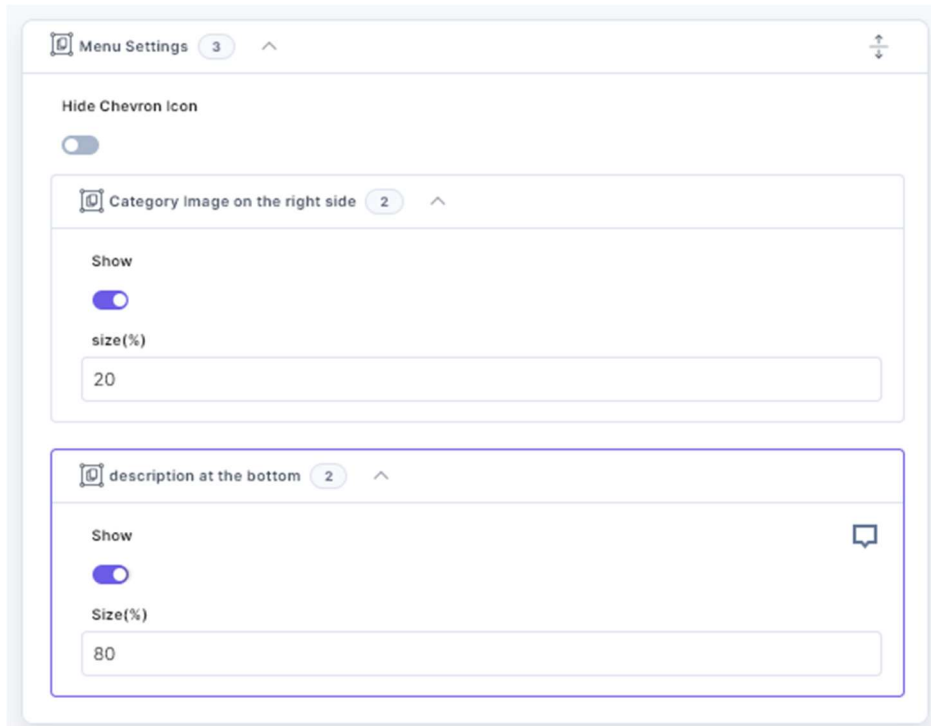 Menu Settings 3
Hide Chevron Icon
Category Image on the right side 2
Show
size(%)
20
description at the bottom 2
Show
Size(%)
80